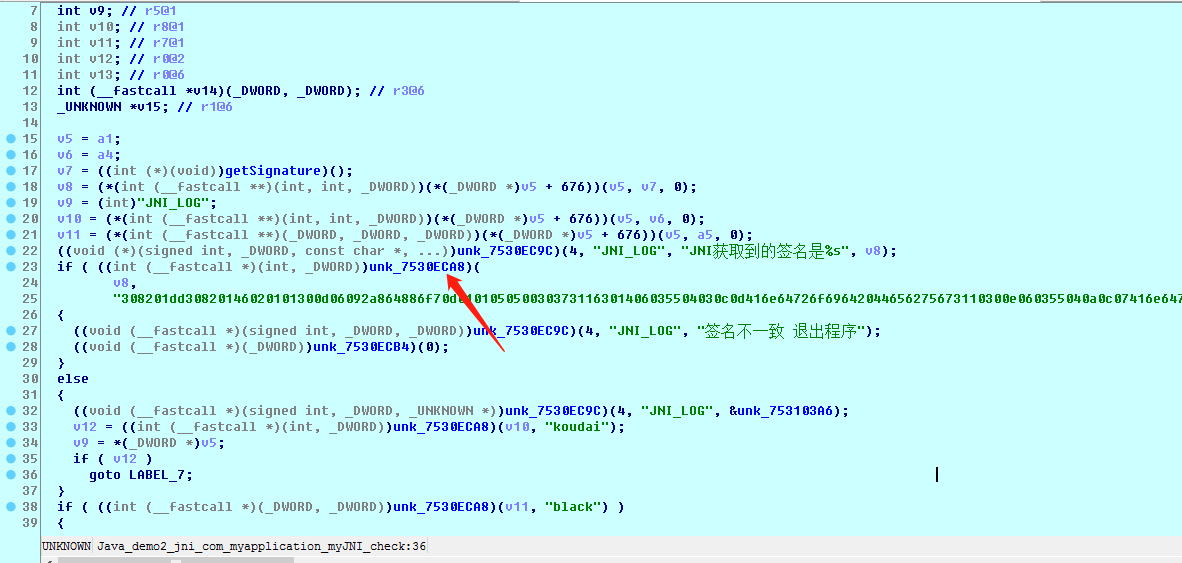 7 int v9; // r5@1
8 int v10; // r8@1
9 int v11; // r7@1
10 int v12; // r0@2
11 int v13; // r0@6
12 int (__fastcall *v14)(_DWORD, _DWORD); // r3@6
13 _UNKNOWN *v15; // r1@6
14
15 v5 = a1;
16 v6 = a4;
17 v7 = ((int (*)(void))getSignature)();
18 v8 = (*(int (__fastcall **)(int, int, _DWORD))(*(_DWORD *)v5 + 676))(v5, v7, 0);
19 v9 = (int)"JNI_LOG";
20 v10 = (*(int (__fastcall **)(int, int, _DWORD))(*(_DWORD *)v5 + 676))(v5, v6, 0);
21 v11 = (*(int (__fastcall **)(_DWORD, _DWORD, _DWORD))(*(_DWORD *)v5 + 676))(v5, a5, 0);
22 ((void (*)(signed int, _DWORD, const char *, ...))unk_7530EC9C)(4, "JNI_LOG", "JNI获取到的签名是%s", v8);
23 if ( ((int (__fastcall *)(int, _DWORD))unk_7530ECA8)(
24 v8,
25
26 {
27 ((void (__fastcall *)(signed int, _DWORD, _DWORD))unk_7530EC9C)(4, "JNI_LOG", "签名不一致 退出程序");
28 ((void (__fastcall *)(_DWORD))unk_7530ECB4)(0);
29 }
30 else
31 {
32 ((void (__fastcall *)(signed int, _DWORD, _UNKNOWN *))unk_7530EC9C)(4, "JNI_LOG", &unk_753103A6);
33 v12 = ((int (__fastcall *)(int, _DWORD))unk_7530ECA8)(v10, "koudai");
34 v9 = *(_DWORD *)v5;
35 if ( v12 )
36 goto LABEL_7;
37 }
38 if ( ((int (__fastcall *)(_DWORD, _DWORD))unk_7530ECA8)(v11, "black") )
39 {
UNKNOWN Java_demo2_jni_com_myapplication_myJNI_check:36